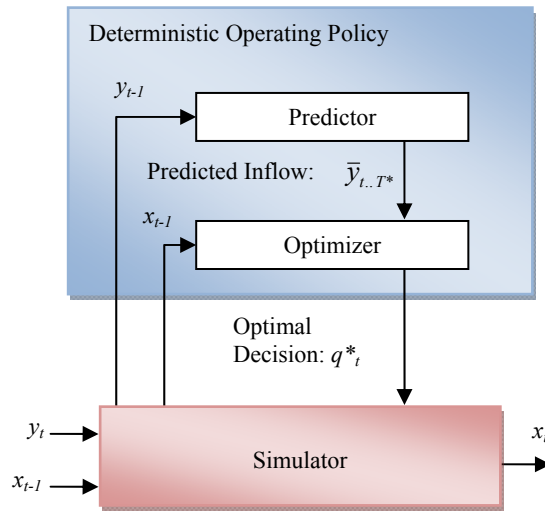 Deterministic Operating Policy
y_{t-1}
Predictor
Predicted Inflow: ȳ_{t..T*}
x_{t-1}
Optimizer
Optimal
Decision: q*_t
y_t
x_t
Simulator
x_{t-1}